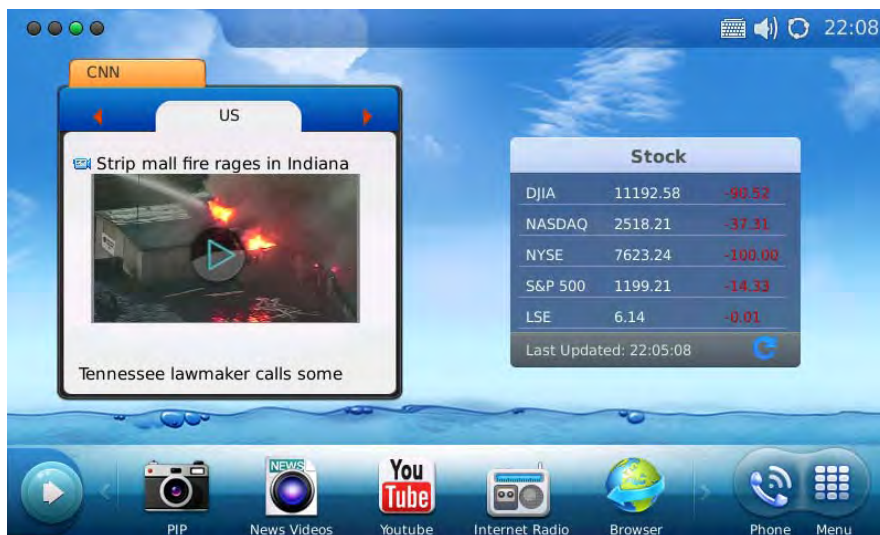 22:08
CNN
US
Strip mall fire rages in Indiana
Tennessee lawmaker calls some
Stock
DJIA 11192.58 -90.52
NASDAQ 2518.21 -37.31
NYSE 7623.24 -100.00
S&P 500 1199.21 -14.33
LSE 6.14 -0.01
Last Updated: 22:05:08
NEWS
You
Tube
PIP
News Videos
Youtube
Internet Radio
Browser
Phone
Menu